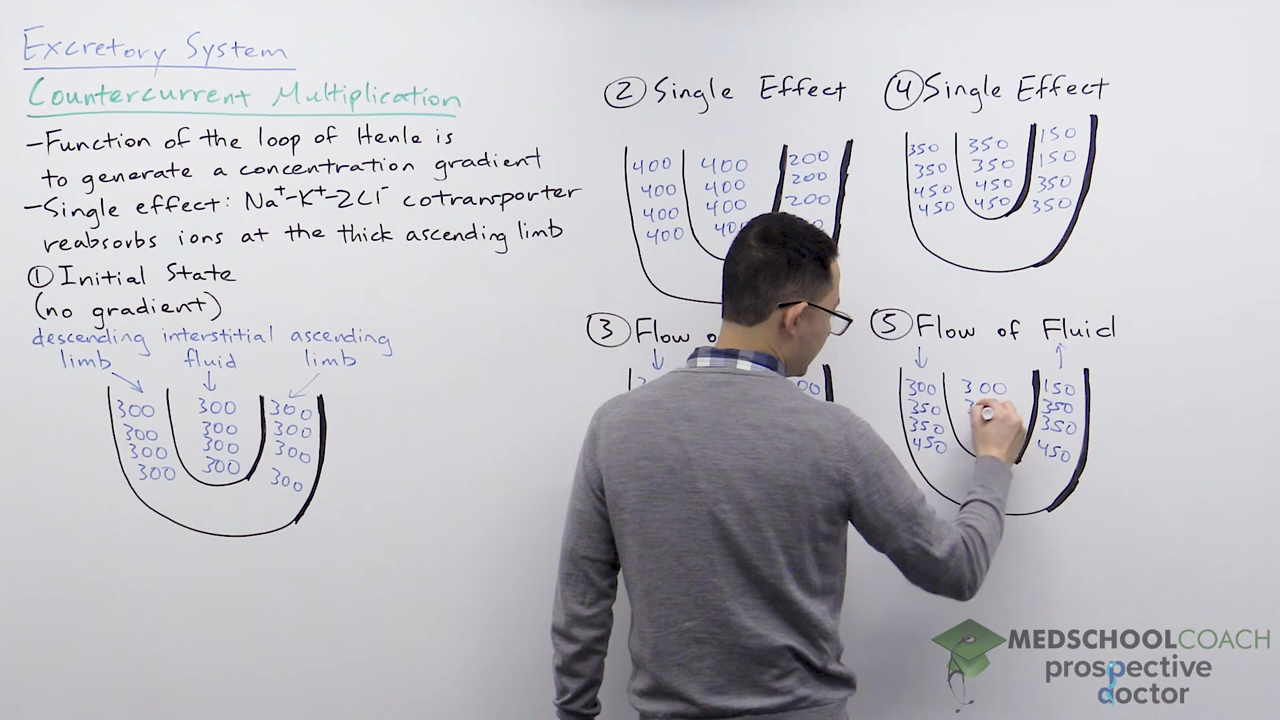 Excretory System
Countercurrent Multiplication
-Function of the loop of Henle is
to generate a concentration gradient
-Single effect: Na⁺-K⁺-2Cl⁻ cotransporter
reabsorbs ions at the thick ascending limb
① Initial State
(no gradient)
descending interstitial ascending
limb fluid limb
300 300 300
300 300 300
300 300 300
300 300 300
② Single Effect
400 400 200
400 400 200
400 400 200
400
③ Flow
④ Single Effect
350 350 150
350 350 150
450 450 350
450 450 350
⑤ Flow of Fluid
300 300 150
350 350
350 350
450 450
MEDSCHOOLCOACH
prospective
doctor